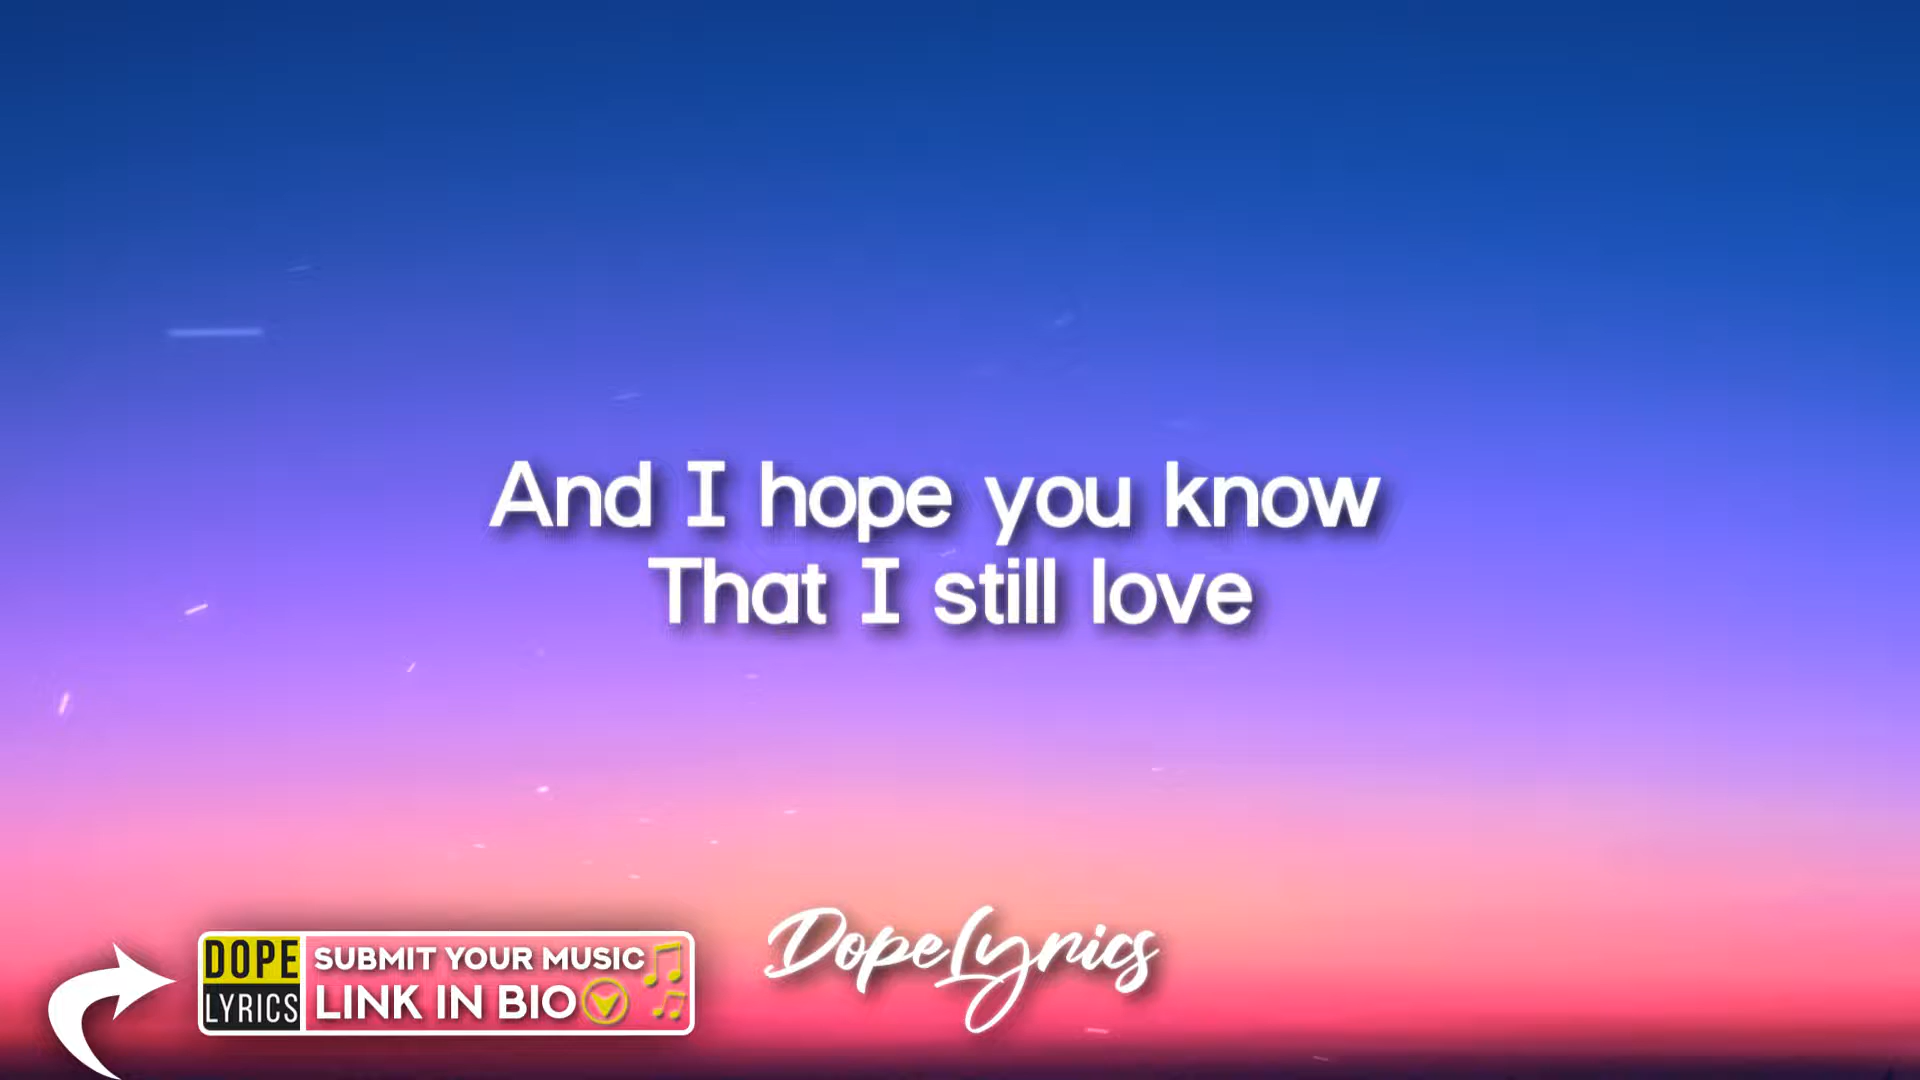 And I hope you know
That I still love
DOPE
LYRICS
SUBMIT YOUR MUSIC
LINK IN BIO
DopeLyrics